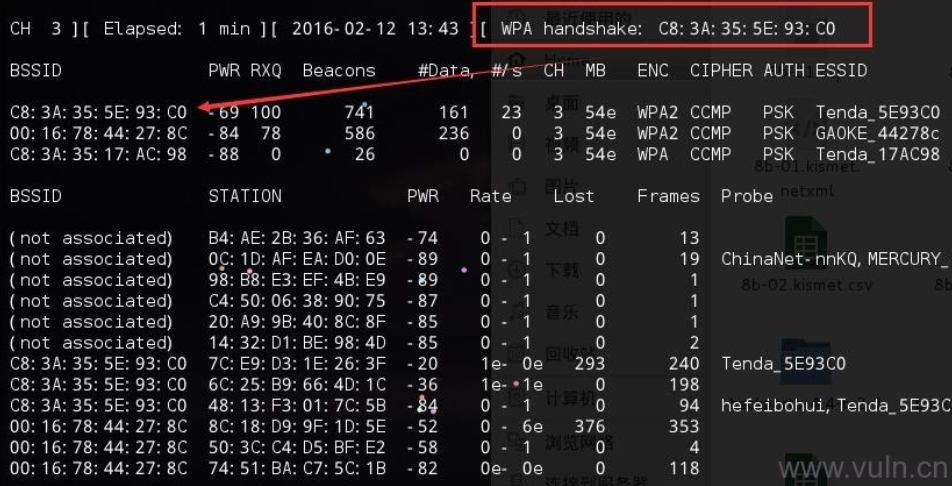 CH 3 ][ Elapsed: 1 min ][ 2016-02-12 13:43 ][ WPA handshake: C8:3A:35:5E:93:C0
BSSID PWR RXQ Beacons #Data, #/s CH MB ENC CIPHER AUTH ESSID
C8:3A:35:5E:93:C0 -69 100 741 161 23 3 54e WPA2 CCMP PSK Tenda_5E93C0
00:16:78:44:27:8C -84 78 586 236 0 3 54e WPA2 CCMP PSK GAOKE_44278c
C8:3A:35:17:AC:98 -88 0 26 0 0 3 54e WPA CCMP PSK Tenda_17AC98
BSSID STATION PWR Rate Lost Frames Probe
(not associated) B4:AE:2B:36:AF:63 -74 0 - 1 0 13
(not associated) 0C:1D:AF:EA:D0:0E -89 0 - 1 0 19 ChinaNet-nnKQ,MERCURY_
(not associated) 98:B8:E3:EF:4B:E9 -89 0 - 1 0 1
(not associated) C4:50:06:38:90:75 -87 0 - 1 0 1
(not associated) 20:A9:9B:40:8C:8F -85 0 - 1 0 1
(not associated) 14:32:D1:BE:98:4D -85 0 - 1 0 2
C8:3A:35:5E:93:C0 7C:E9:D3:1E:26:3F -20 1e- 0e 293 240 Tenda_5E93C0
C8:3A:35:5E:93:C0 6C:25:B9:66:4D:1C -36 1e- 1e 0 198
C8:3A:35:5E:93:C0 48:13:F3:01:7C:5B -84 0 - 1 0 94 hefeibohui,Tenda_5E93C
00:16:78:44:27:8C 8C:18:D9:9F:1D:5E -52 0 - 6e 376 353
00:16:78:44:27:8C 50:3C:C4:D5:BF:E2 -58 0 - 1 0 4
00:16:78:44:27:8C 74:51:BA:C7:5C:1B -82 0e- 0e 0 118
最近使用的
桌面
视频
图片
文档
下载
音乐
回收站
计算机
浏览网络
连接到服务器
8b-01.kismet.
netxml
8b-02.kismet.csv
www.vuln.cn